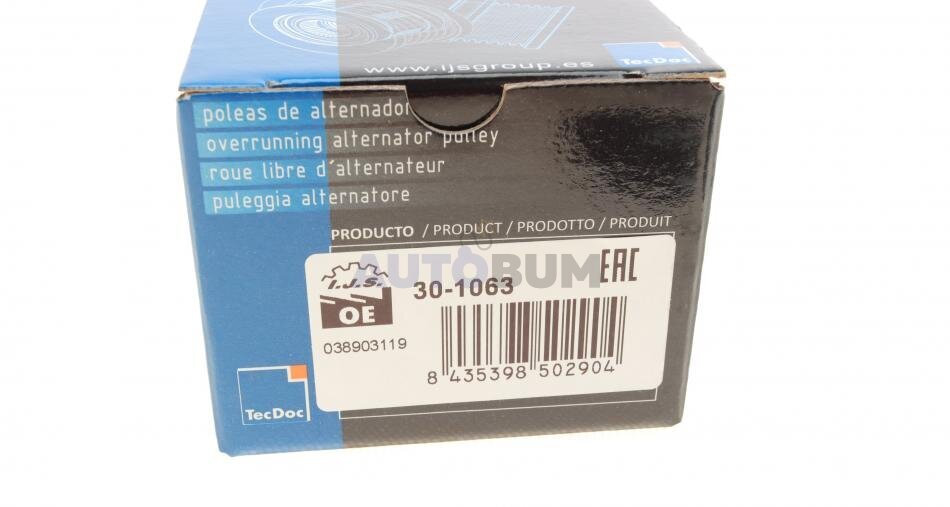 www.ijsgroup.es
TecDoc
poleas de alternador
overrunning alternator pulley
roue libre d'alternateur
puleggia alternatore
PRODUCTO / PRODUCT / PRODOTTO / PRODUIT
I.J.S.
OE
30-1063
EAC
AUTOBUM
038903119
8 435398 502904
TecDoc